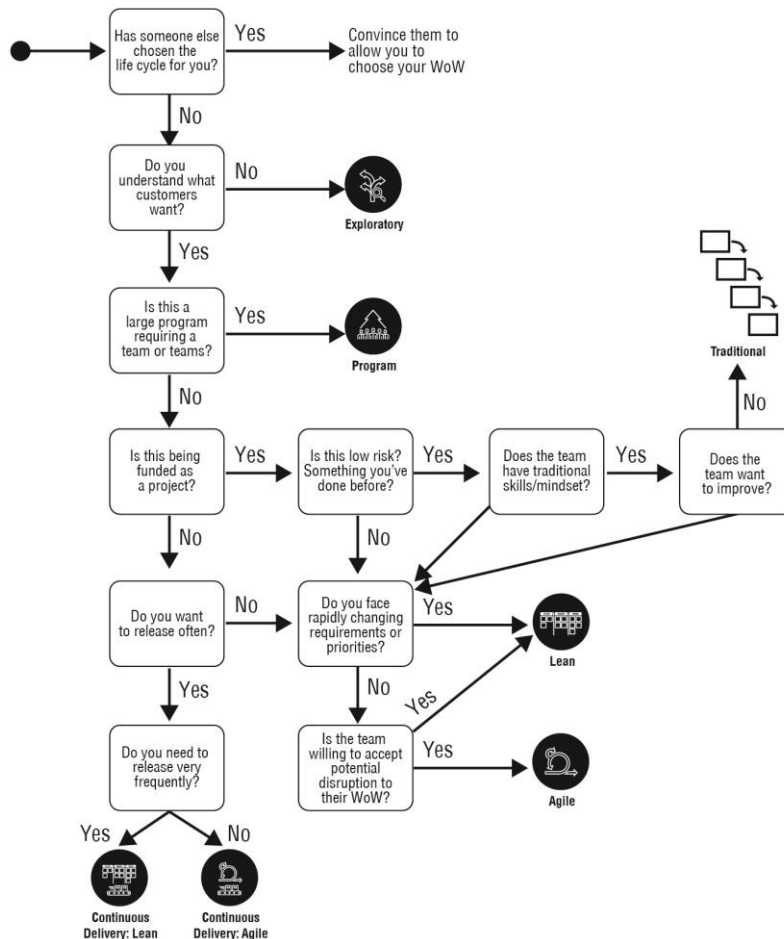 Has someone else
chosen the
life cycle for you?
Yes
Convince them to
allow you to
choose your WoW
No
Do you
understand what
customers
want?
No
Exploratory
Yes
Is this a
large program
requiring a
team or teams?
Yes
Program
Traditional
No
No
Is this being
funded as
a project?
Yes
Is this low risk?
Something you've
done before?
Yes
Does the team
have traditional
skills/mindset?
Yes
Does the
team want
to improve?
No
No
Do you want
to release often?
No
Do you face
rapidly changing
requirements or
priorities?
Yes
Lean
Yes
No
Yes
Do you need to
release very
frequently?
Is the team
willing to accept
potential
disruption to
their WoW?
Yes
Agile
Yes
No
Continuous
Delivery: Lean
Continuous
Delivery: Agile